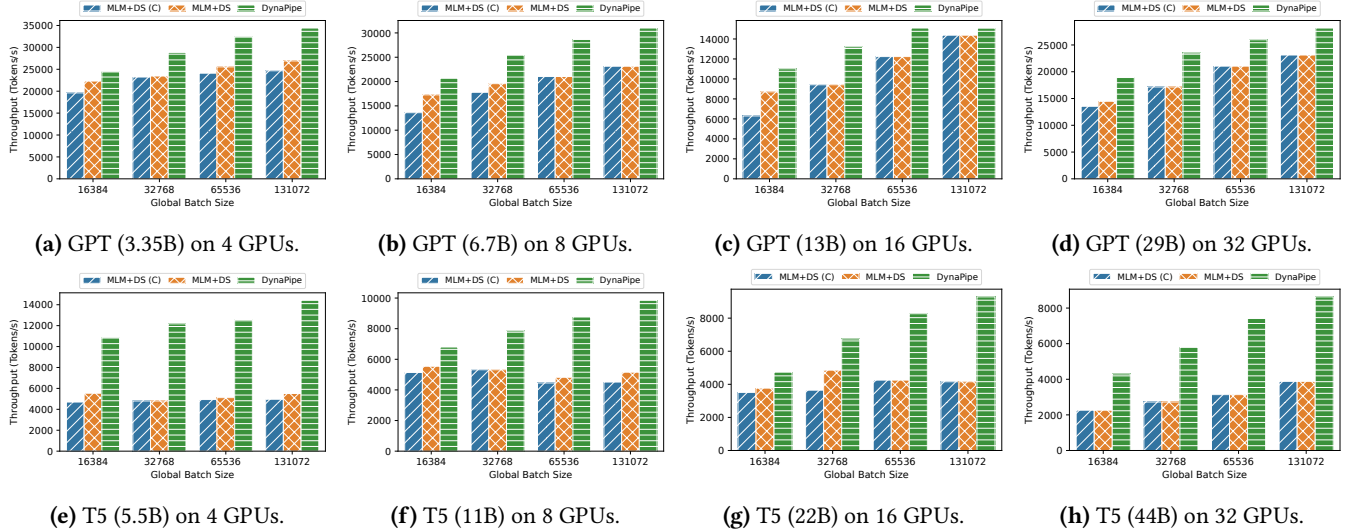 MLM+DS (C) MLM+DS DynaPipe
Throughput (Tokens/s)
35000
30000
25000
20000
15000
10000
5000
0
16384 32768 65536 131072
Global Batch Size
(a) GPT (3.35B) on 4 GPUs.
MLM+DS (C) MLM+DS DynaPipe
Throughput (Tokens/s)
30000
25000
20000
15000
10000
5000
0
16384 32768 65536 131072
Global Batch Size
(b) GPT (6.7B) on 8 GPUs.
MLM+DS (C) MLM+DS DynaPipe
Throughput (Tokens/s)
14000
12000
10000
8000
6000
4000
2000
0
16384 32768 65536 131072
Global Batch Size
(c) GPT (13B) on 16 GPUs.
MLM+DS (C) MLM+DS DynaPipe
Throughput (Tokens/s)
25000
20000
15000
10000
5000
0
16384 32768 65536 131072
Global Batch Size
(d) GPT (29B) on 32 GPUs.
MLM+DS (C) MLM+DS DynaPipe
Throughput (Tokens/s)
14000
12000
10000
8000
6000
4000
2000
0
16384 32768 65536 131072
Global Batch Size
(e) T5 (5.5B) on 4 GPUs.
MLM+DS (C) MLM+DS DynaPipe
Throughput (Tokens/s)
10000
8000
6000
4000
2000
0
16384 32768 65536 131072
Global Batch Size
(f) T5 (11B) on 8 GPUs.
MLM+DS (C) MLM+DS DynaPipe
Throughput (Tokens/s)
8000
6000
4000
2000
0
16384 32768 65536 131072
Global Batch Size
(g) T5 (22B) on 16 GPUs.
MLM+DS (C) MLM+DS DynaPipe
Throughput (Tokens/s)
8000
6000
4000
2000
0
16384 32768 65536 131072
Global Batch Size
(h) T5 (44B) on 32 GPUs.